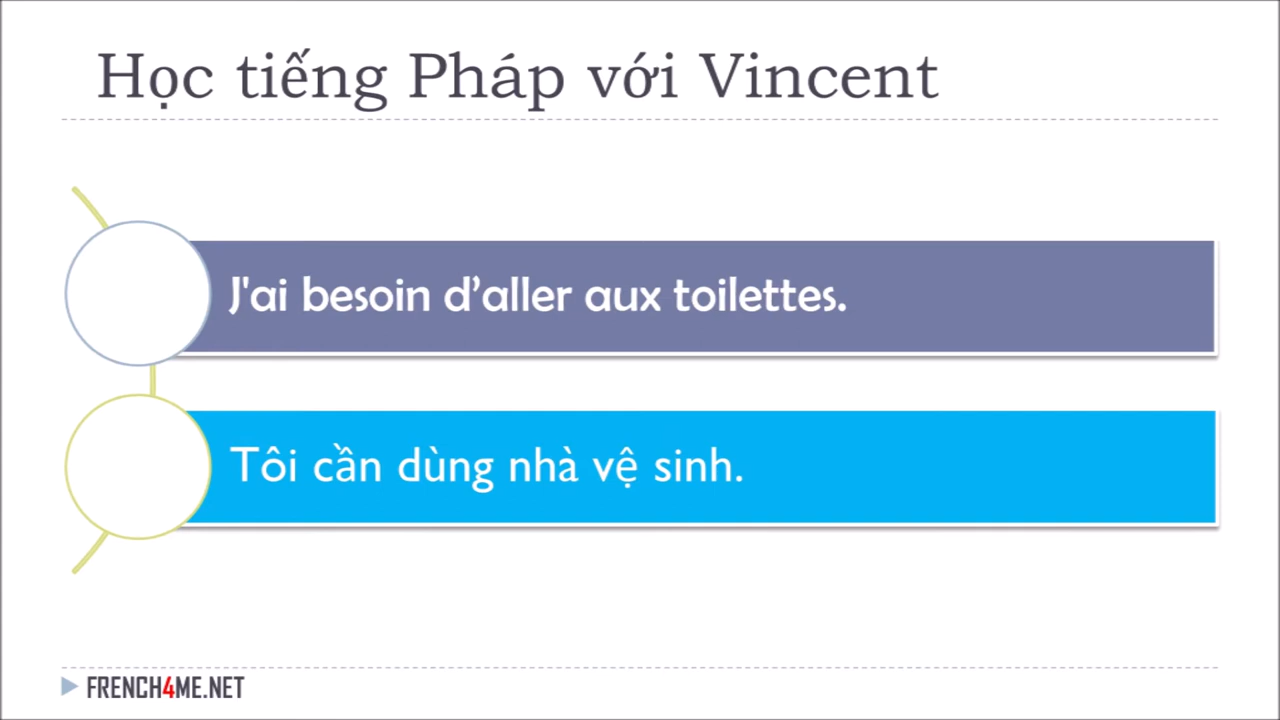 Học tiếng Pháp với Vincent
J'ai besoin d’aller aux toilettes.
Tôi cần dùng nhà vệ sinh.
FRENCH4ME.NET